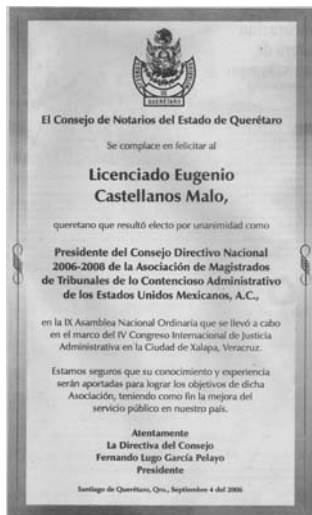 QUERÉTARO
El Consejo de Notarios del Estado de Querétaro
Se complace en felicitar al
Licenciado Eugenio
Castellanos Malo,
queretano que resultó electo por unanimidad como
Presidente del Consejo Directivo Nacional
2006-2008 de la Asociación de Magistrados
de Tribunales de lo Contencioso Administrativo
de los Estados Unidos Mexicanos, A.C.,
en la IX Asamblea Nacional Ordinaria que se llevó a cabo
en el marco del IV Congreso Internacional de Justicia
Administrativa en la Ciudad de Xalapa, Veracruz.
Estamos seguros que su conocimiento y experiencia
serán aportadas para lograr los objetivos de dicha
Asociación, teniendo como fin la mejora del
servicio público en nuestro país.
Atentamente
La Directiva del Consejo
Fernando Lugo García Pelayo
Presidente
Santiago de Querétaro, Qro., Septiembre 4 del 2006